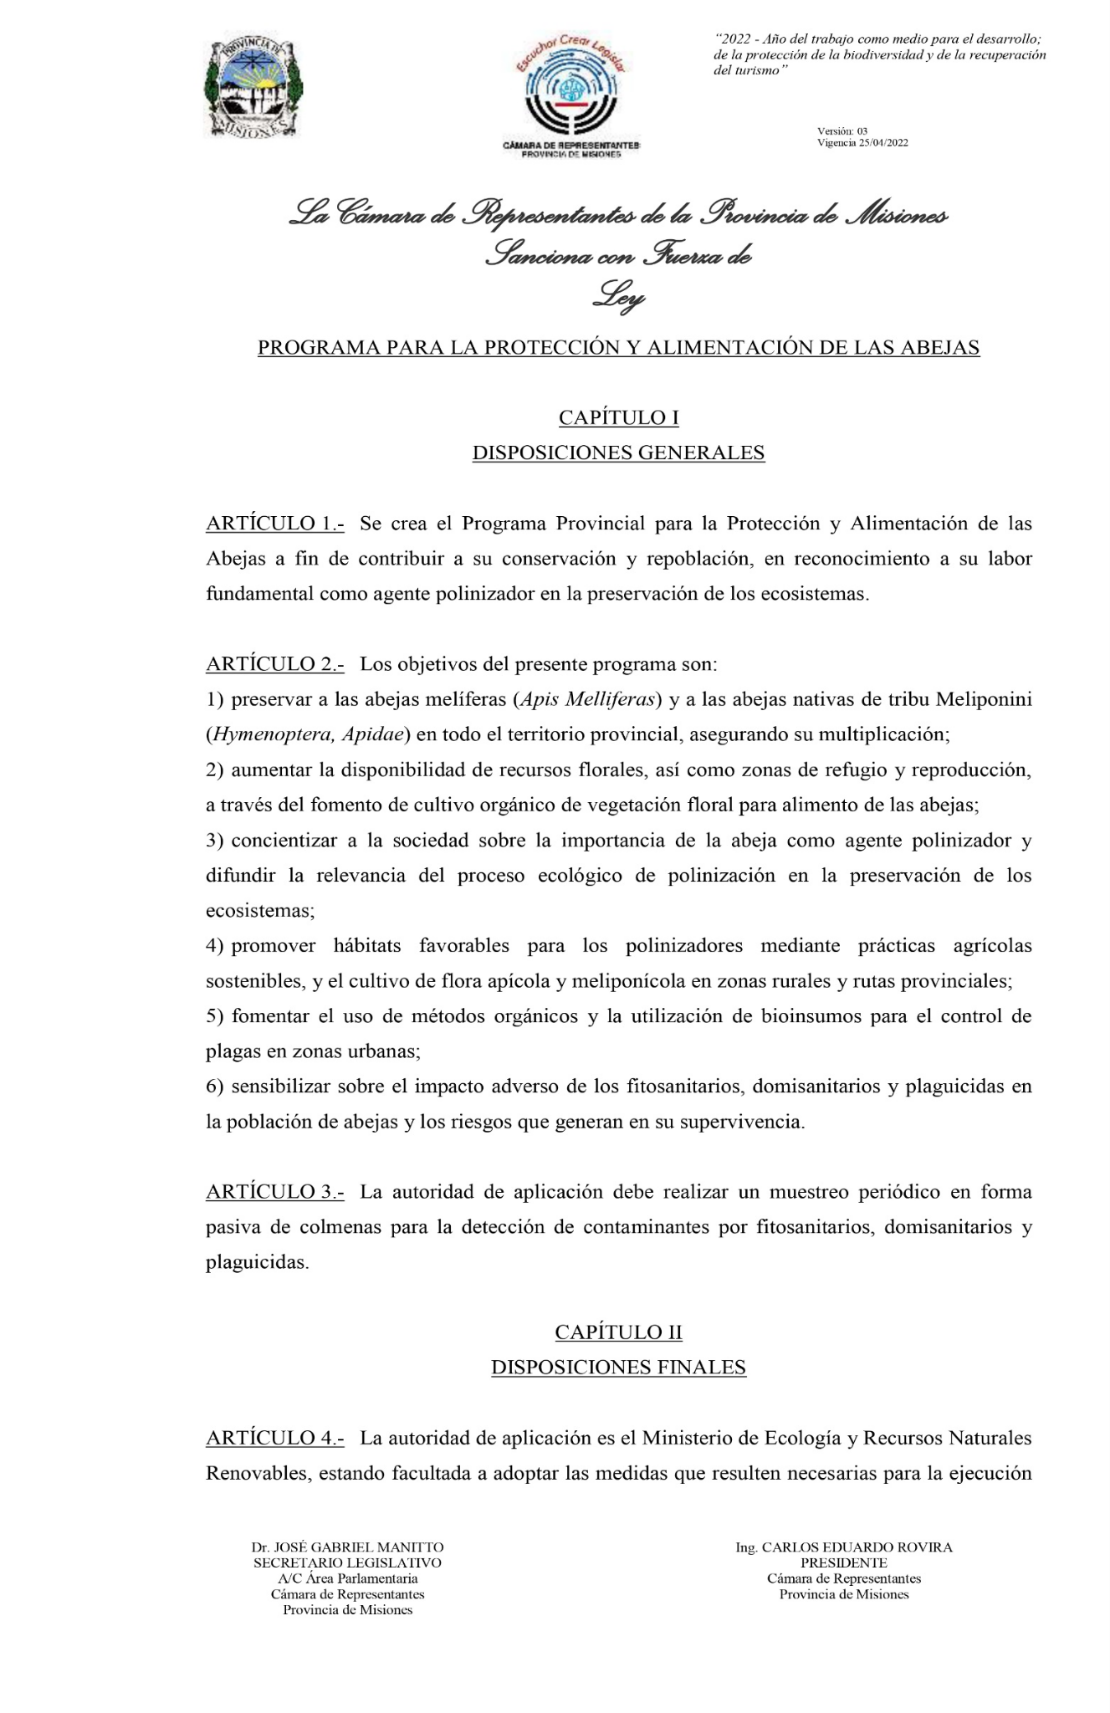 PROVINCIA DE
MISIONES
Escuchar Crear Legislar
CÁMARA DE REPRESENTANTES
PROVINCIA DE MISIONES
"2022 - Año del trabajo como medio para el desarrollo;
de la protección de la biodiversidad y de la recuperación
del turismo"
Versión: 03
Vigencia 25/04/2022
La Cámara de Representantes de la Provincia de Misiones
Sanciona con Fuerza de
Ley
PROGRAMA PARA LA PROTECCIÓN Y ALIMENTACIÓN DE LAS ABEJAS
CAPÍTULO I
DISPOSICIONES GENERALES
ARTÍCULO 1.- Se crea el Programa Provincial para la Protección y Alimentación de las
Abejas a fin de contribuir a su conservación y repoblación, en reconocimiento a su labor
fundamental como agente polinizador en la preservación de los ecosistemas.
ARTÍCULO 2.- Los objetivos del presente programa son:
1) preservar a las abejas melíferas (Apis Melliferas) y a las abejas nativas de tribu Meliponini
(Hymenoptera, Apidae) en todo el territorio provincial, asegurando su multiplicación;
2) aumentar la disponibilidad de recursos florales, así como zonas de refugio y reproducción,
a través del fomento de cultivo orgánico de vegetación floral para alimento de las abejas;
3) concientizar a la sociedad sobre la importancia de la abeja como agente polinizador y
difundir la relevancia del proceso ecológico de polinización en la preservación de los
ecosistemas;
4) promover hábitats favorables para los polinizadores mediante prácticas agrícolas
sostenibles, y el cultivo de flora apícola y meliponícola en zonas rurales y rutas provinciales;
5) fomentar el uso de métodos orgánicos y la utilización de bioinsumos para el control de
plagas en zonas urbanas;
6) sensibilizar sobre el impacto adverso de los fitosanitarios, domisanitarios y plaguicidas en
la población de abejas y los riesgos que generan en su supervivencia.
ARTÍCULO 3.- La autoridad de aplicación debe realizar un muestreo periódico en forma
pasiva de colmenas para la detección de contaminantes por fitosanitarios, domisanitarios y
plaguicidas.
CAPÍTULO II
DISPOSICIONES FINALES
ARTÍCULO 4.- La autoridad de aplicación es el Ministerio de Ecología y Recursos Naturales
Renovables, estando facultada a adoptar las medidas que resulten necesarias para la ejecución
Dr. JOSÉ GABRIEL MANITTO
SECRETARIO LEGISLATIVO
A/C Área Parlamentaria
Cámara de Representantes
Provincia de Misiones
Ing. CARLOS EDUARDO ROVIRA
PRESIDENTE
Cámara de Representantes
Provincia de Misiones